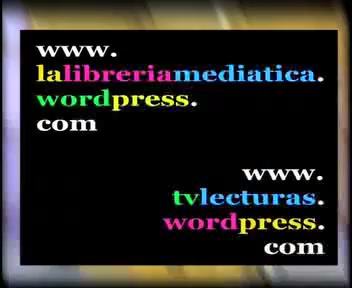 www.
lalibreriamediatica.
wordpress.
com
www.
tvlecturas.
wordpress.
com